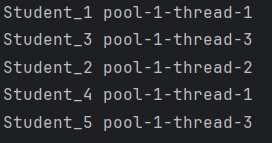 Student_1 pool-1-thread-1
Student_3 pool-1-thread-3
Student_2 pool-1-thread-2
Student_4 pool-1-thread-1
Student_5 pool-1-thread-3